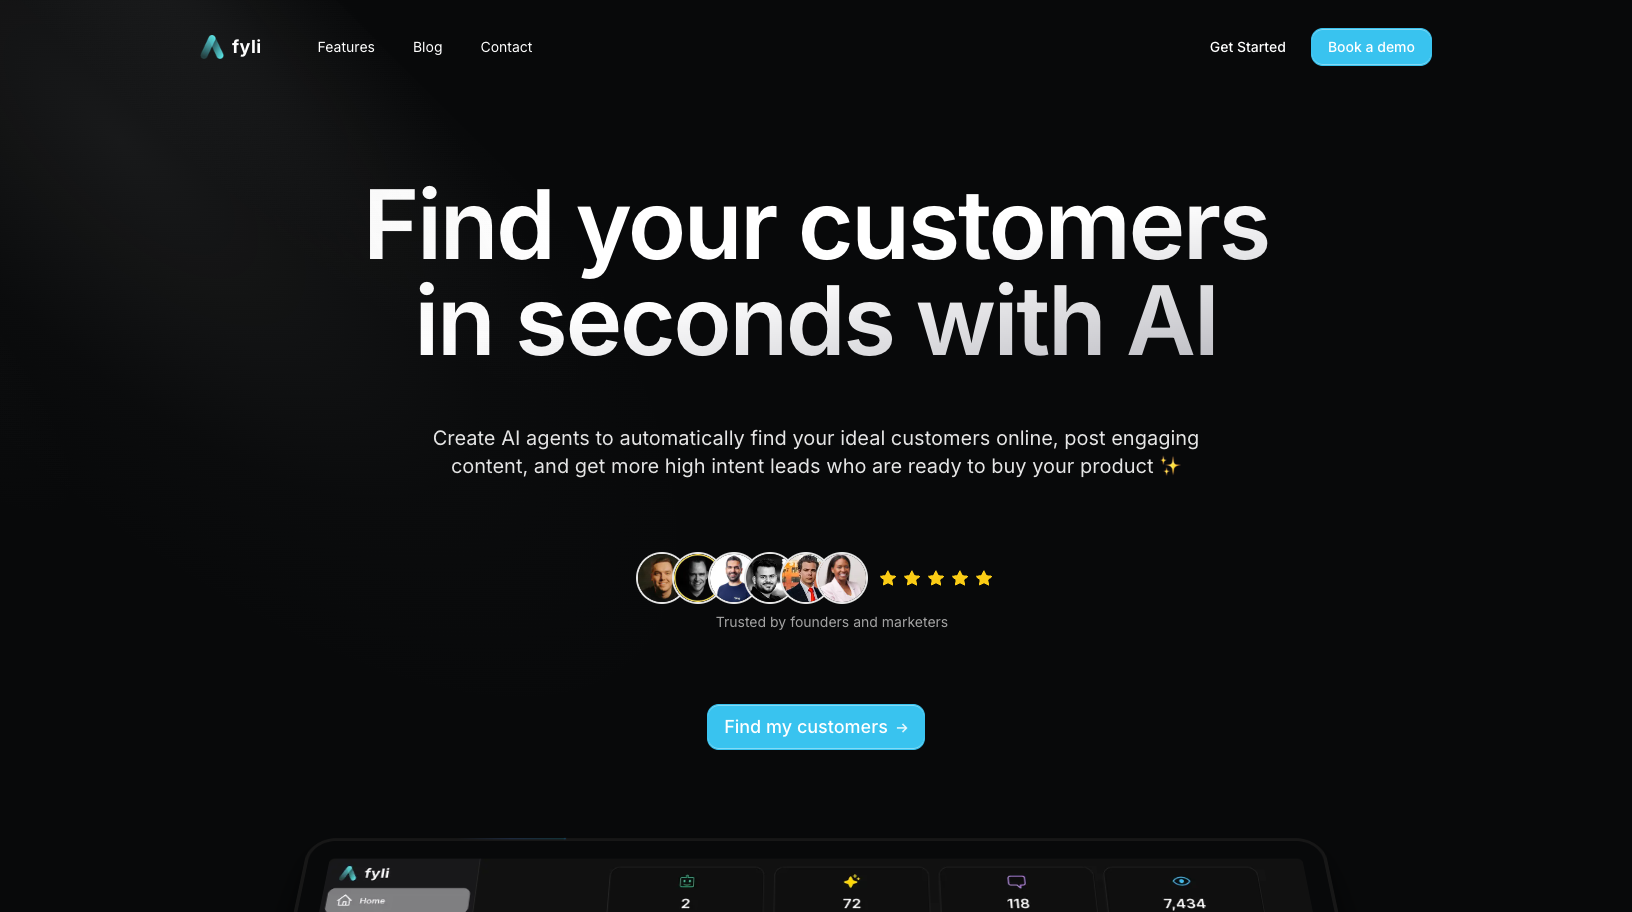 fyli
Features
Blog
Contact
Get Started
Book a demo
Find your customers
in seconds with AI
Create AI agents to automatically find your ideal customers online, post engaging
content, and get more high intent leads who are ready to buy your product ✨
Trusted by founders and marketers
Find my customers →
fyli
Home
2
72
118
7,434